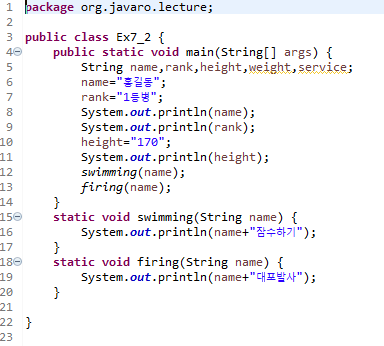 1 package org.javaro.lecture;
2
3 public class Ex7_2 {
4 public static void main(String[] args) {
5 String name,rank,height,weight,service;
6 name="홍길동";
7 rank="1등병";
8 System.out.println(name);
9 System.out.println(rank);
10 height="170";
11 System.out.println(height);
12 swimming(name);
13 firing(name);
14 }
15 static void swimming(String name) {
16 System.out.println(name+"잠수하기");
17 }
18 static void firing(String name) {
19 System.out.println(name+"대포발사");
20 }
21
22 }
23